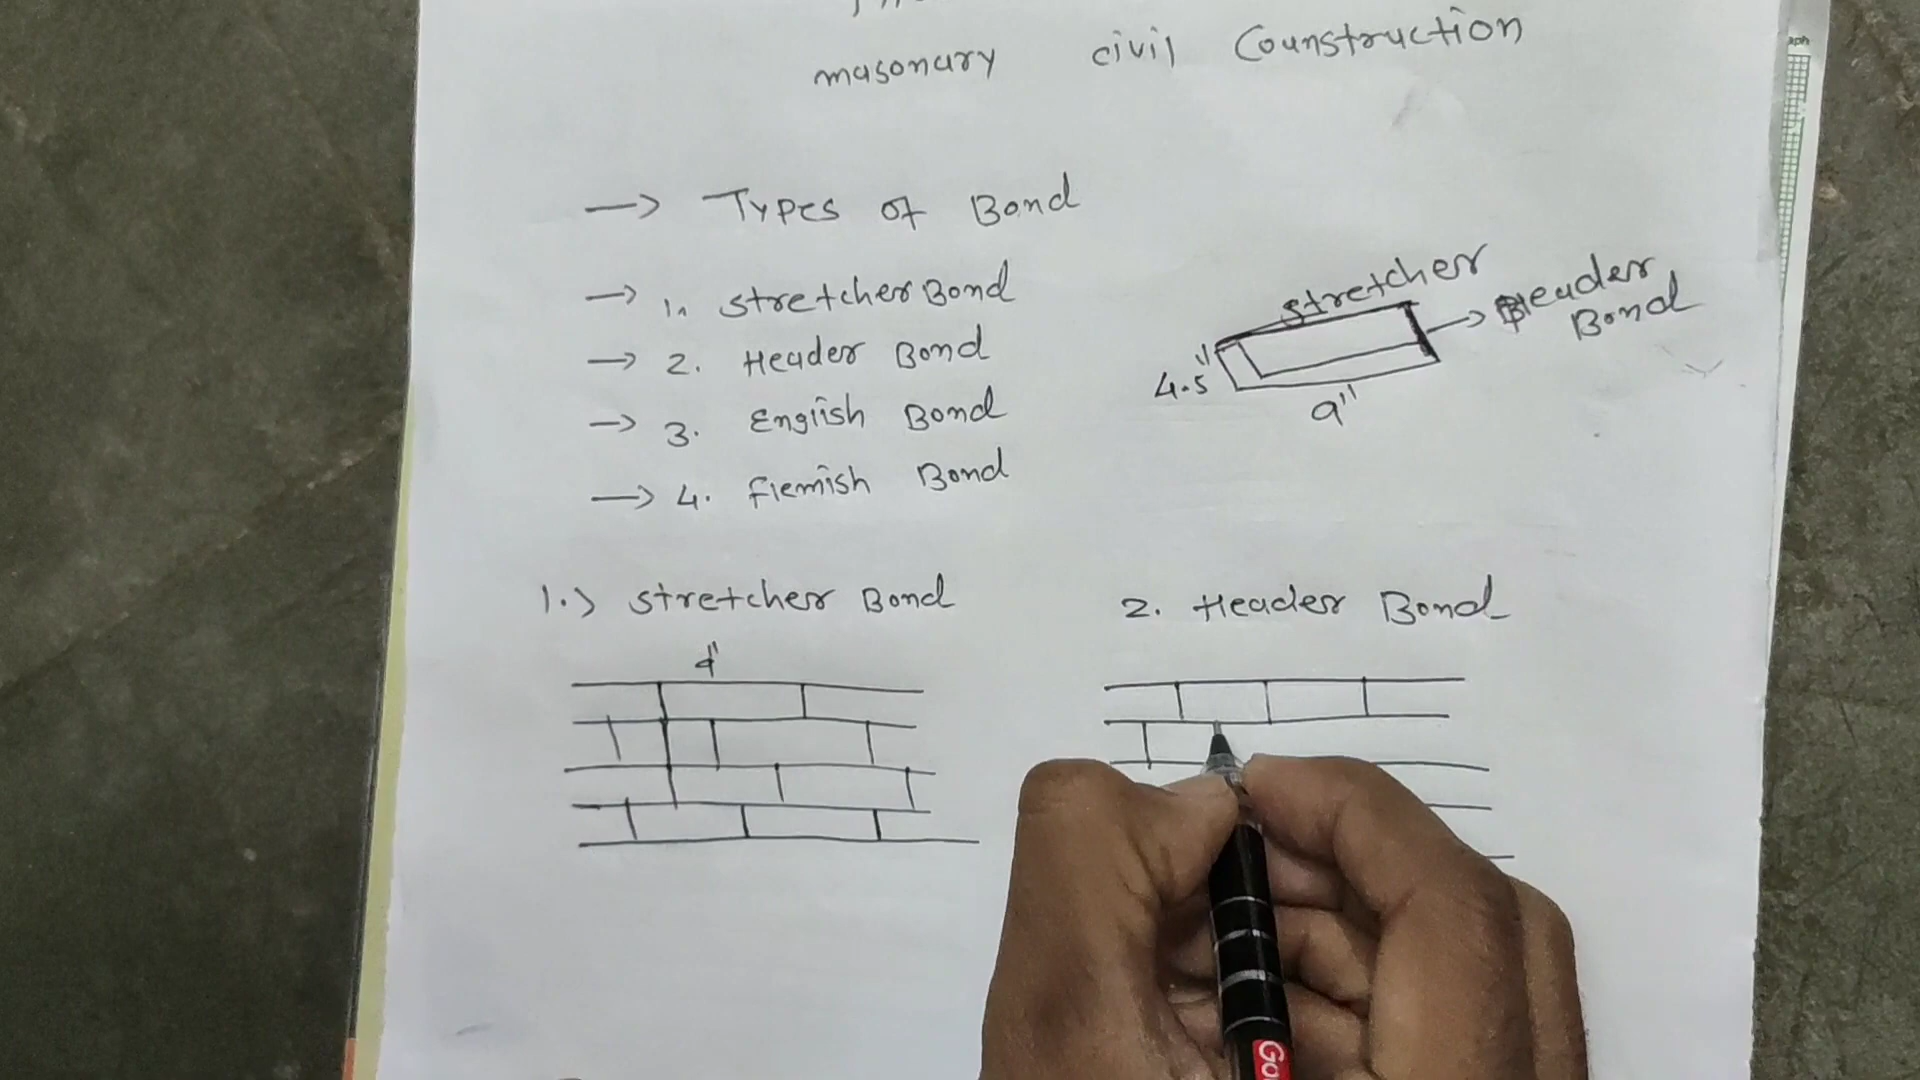 masonary civil Counstruction
→ Types of Bond
→ 1. stretcher Bond
→ 2. Header Bond
→ 3. English Bond
→ 4. flemish Bond
stretcher
→ Header Bond
4.5"
9"
1.) stretcher Bond
2. Header Bond